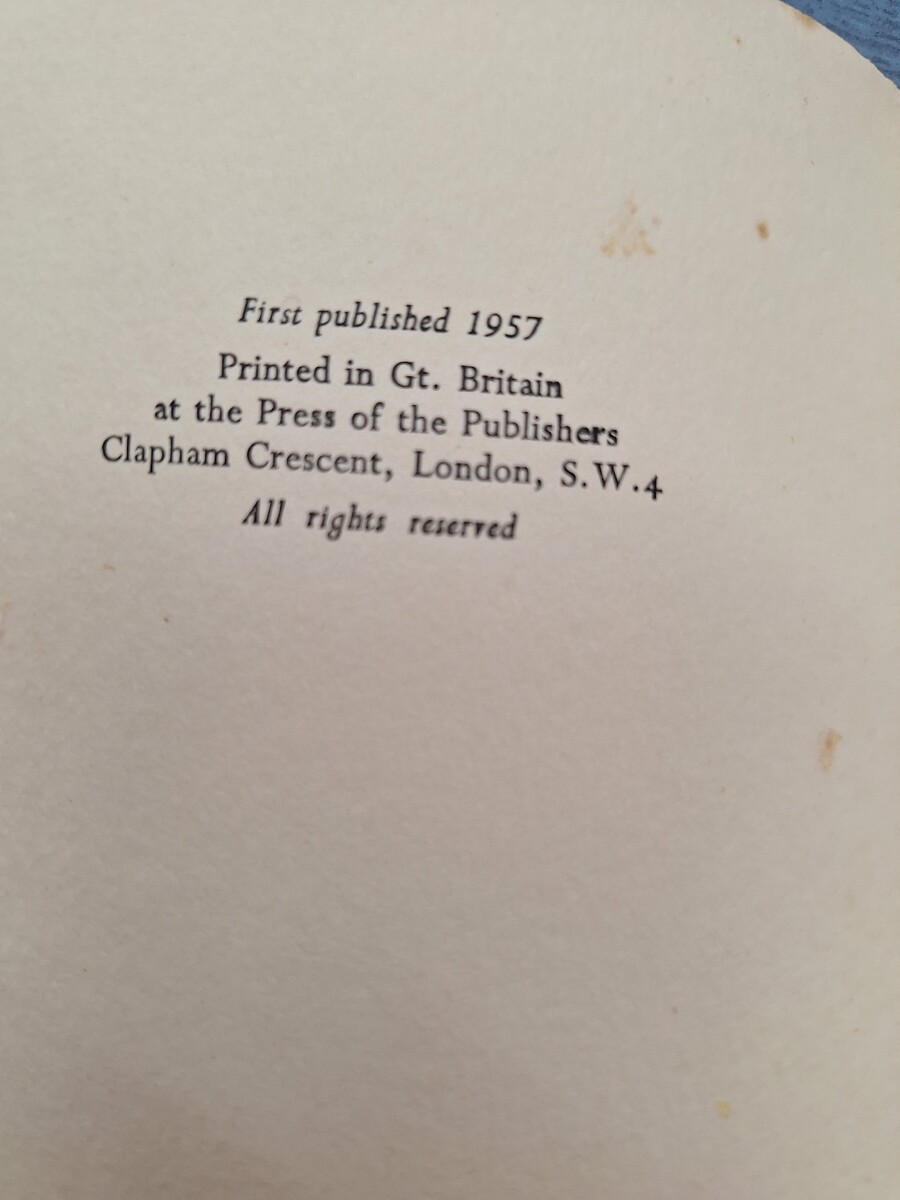 First published 1957
Printed in Gt. Britain
at the Press of the Publishers
Clapham Crescent, London, S.W.4
All rights reserved